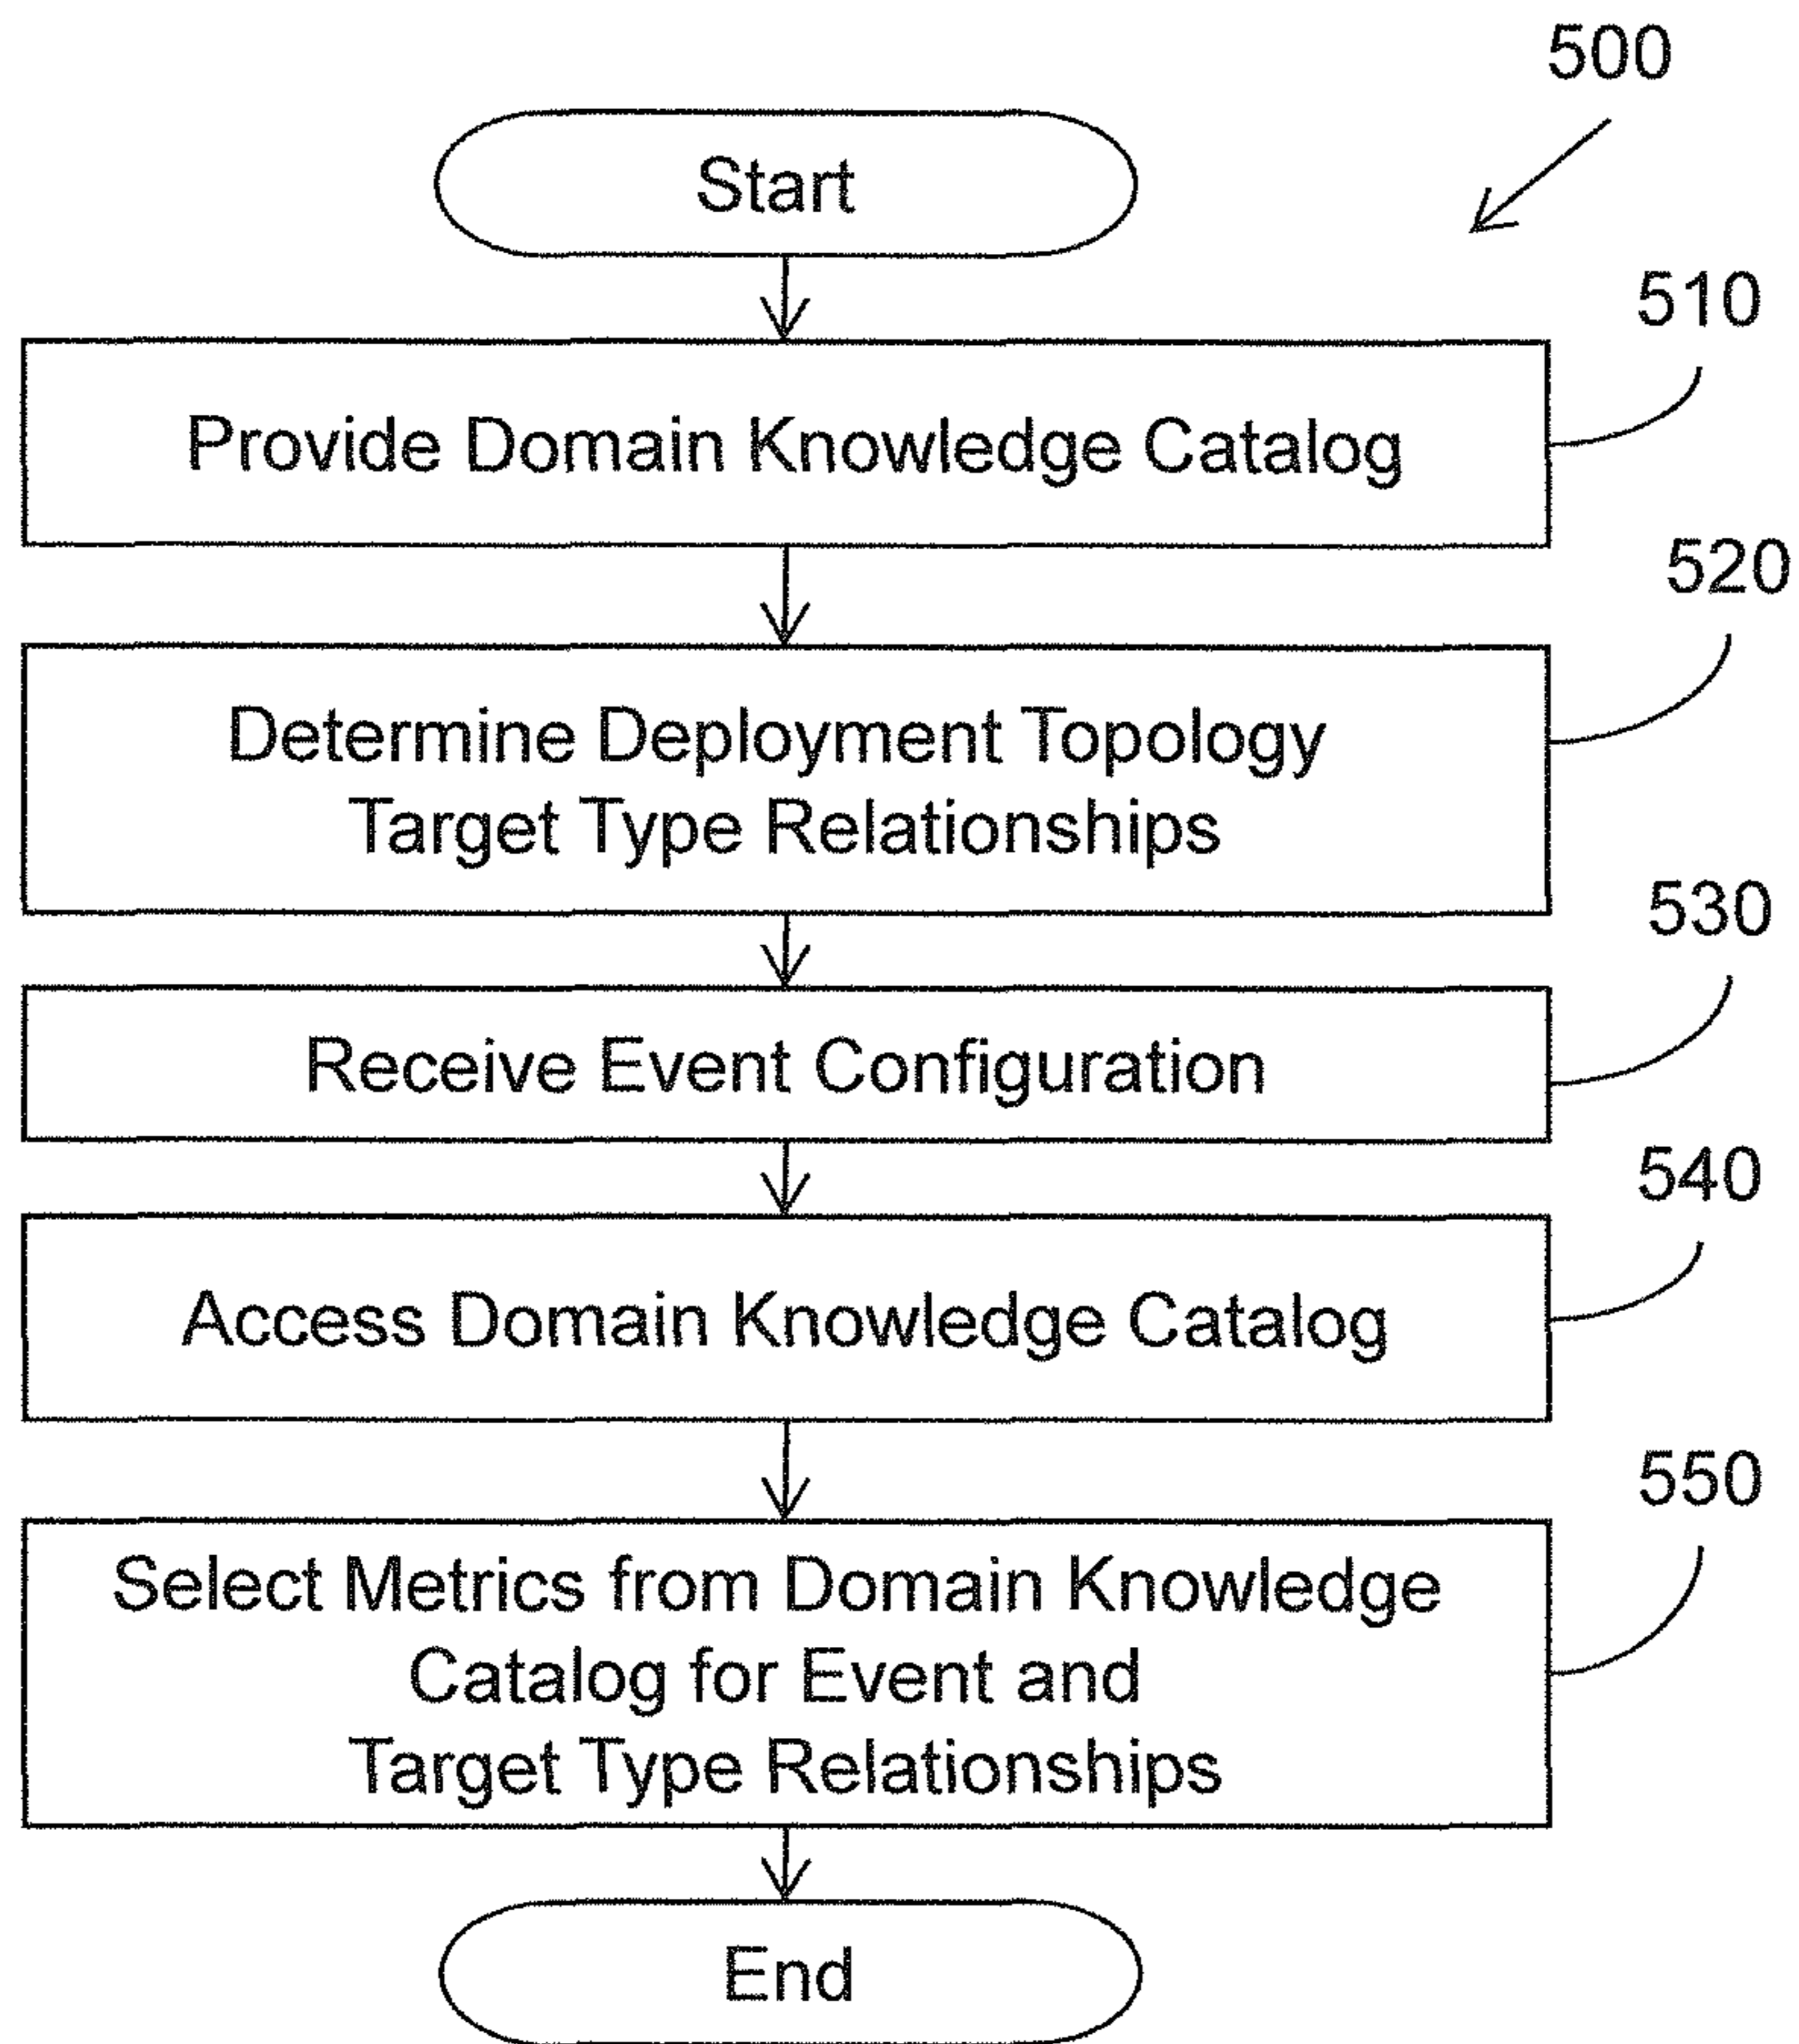 500
Start
510
Provide Domain Knowledge Catalog
520
Determine Deployment Topology
Target Type Relationships
530
Receive Event Configuration
540
Access Domain Knowledge Catalog
550
Select Metrics from Domain Knowledge
Catalog for Event and
Target Type Relationships
End